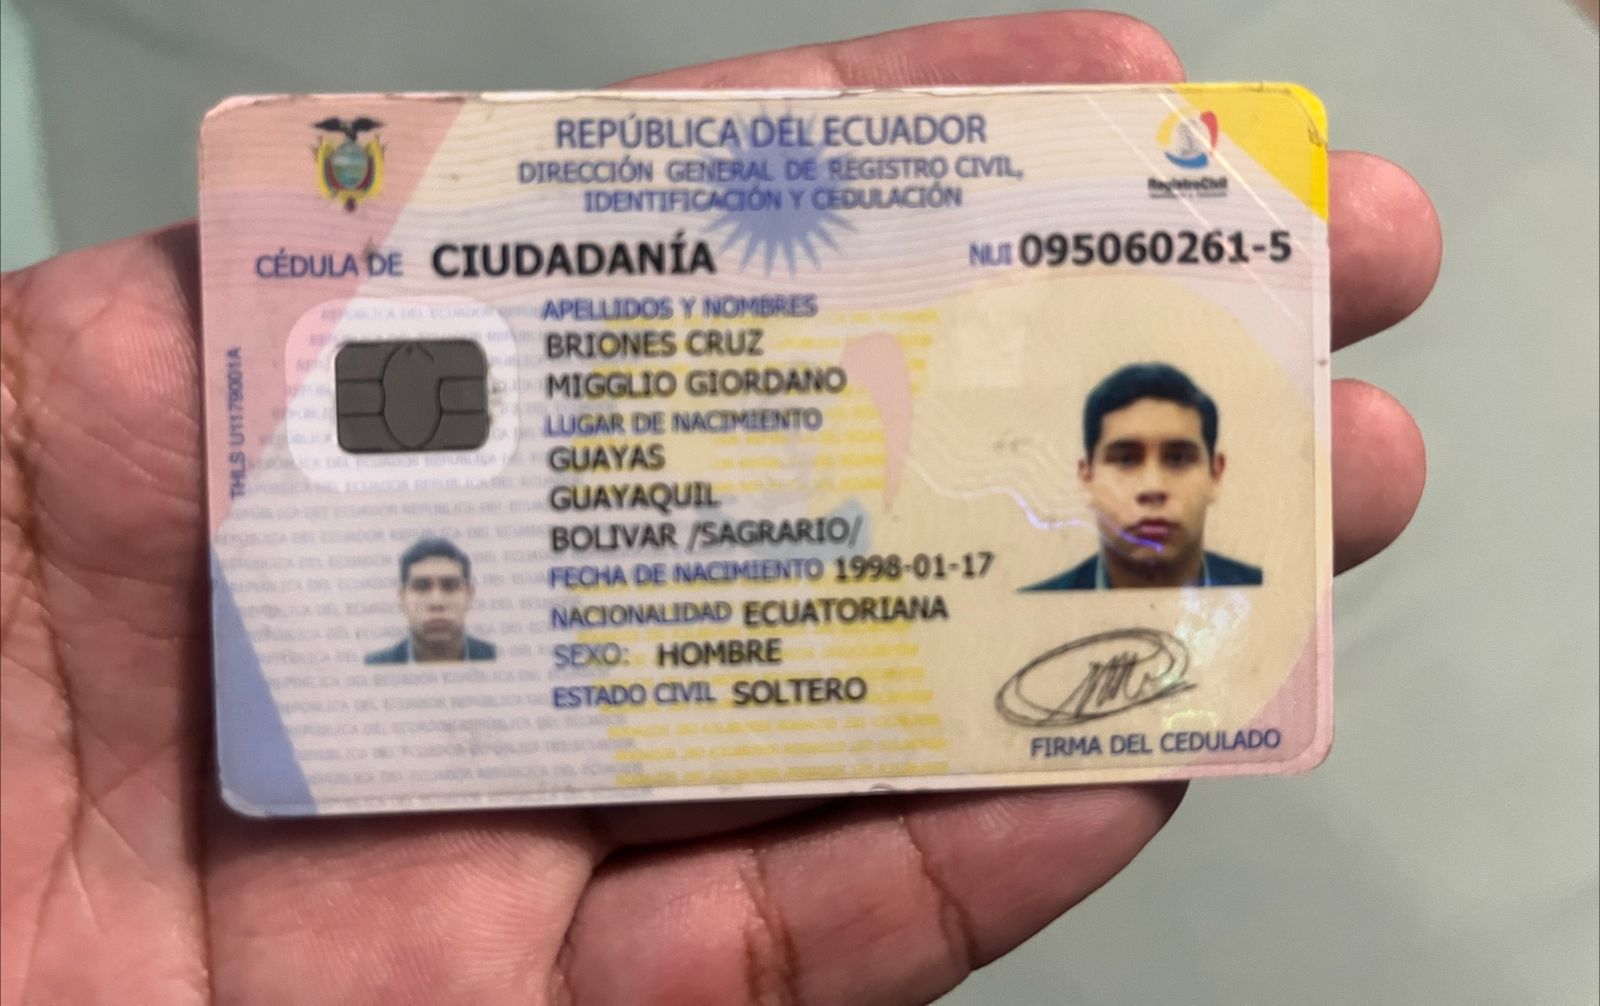 REPÚBLICA DEL ECUADOR
DIRECCIÓN GENERAL DE REGISTRO CIVIL,
IDENTIFICACIÓN Y CEDULACIÓN
RegistroCivil
CÉDULA DE CIUDADANÍA
NUI 095060261-5
APELLIDOS Y NOMBRES
BRIONES CRUZ
MIGGLIO GIORDANO
LUGAR DE NACIMIENTO
GUAYAS
GUAYAQUIL
BOLIVAR /SAGRARIO/
FECHA DE NACIMIENTO 1998-01-17
NACIONALIDAD ECUATORIANA
SEXO: HOMBRE
ESTADO CIVIL SOLTERO
FIRMA DEL CEDULADO